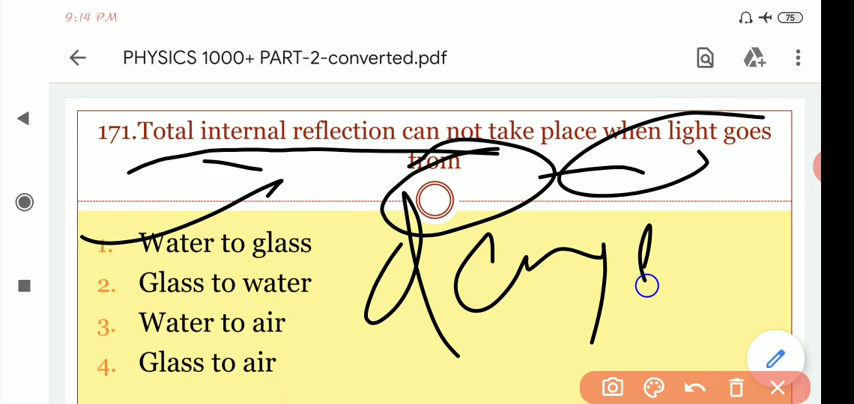 9:14 PM
75
PHYSICS 1000+ PART-2-converted.pdf
171.Total internal reflection can not take place when light goes
from
1. Water to glass
2. Glass to water
3. Water to air
4. Glass to air